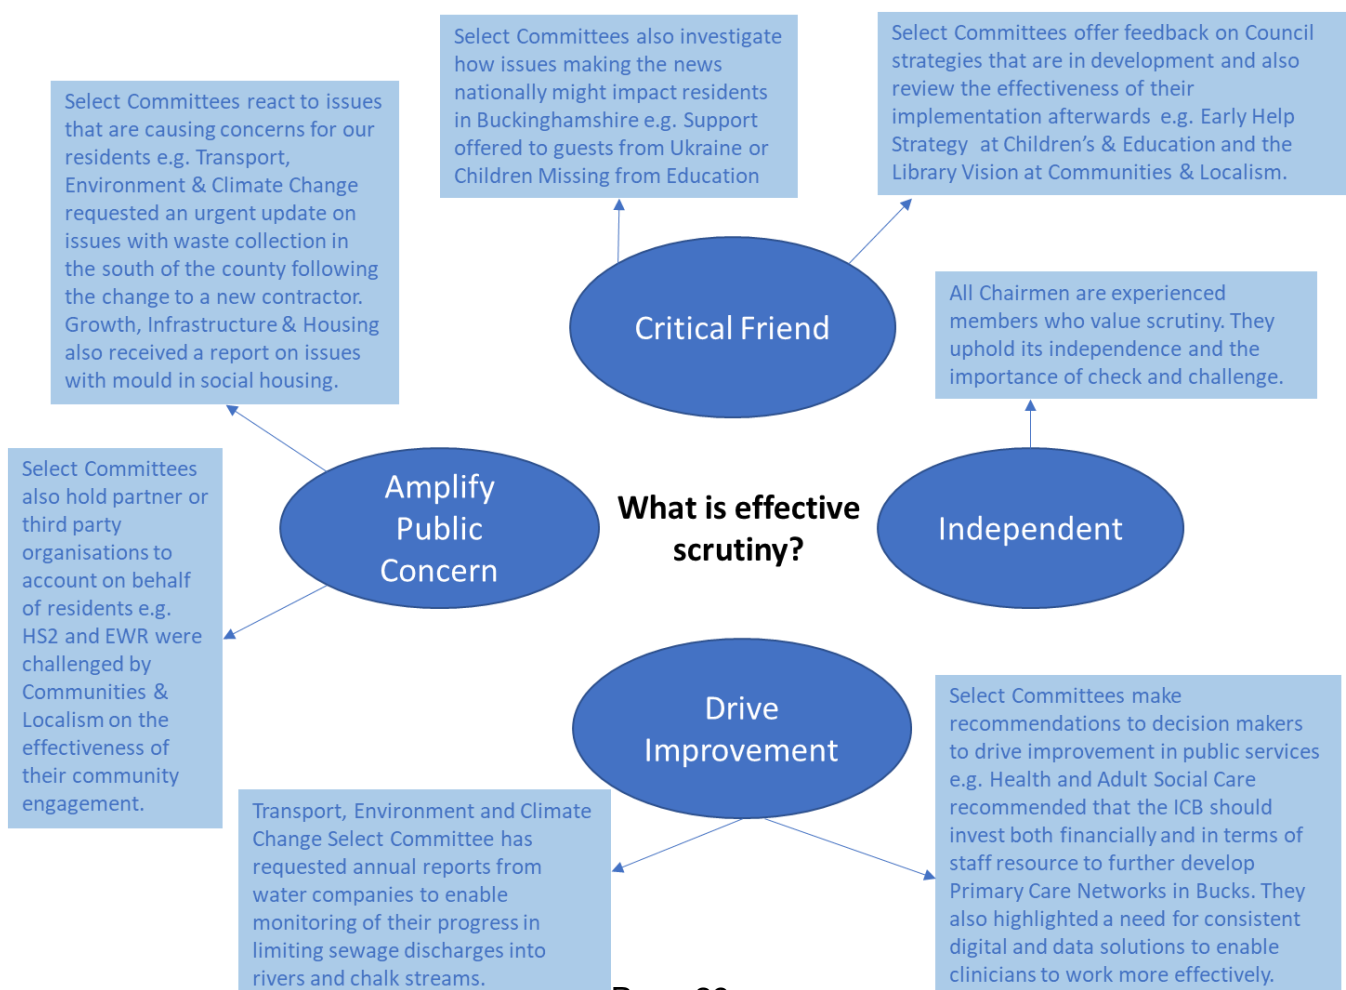 Select Committees also investigate
how issues making the news
nationally might impact residents
in Buckinghamshire e.g. Support
offered to guests from Ukraine or
Children Missing from Education
Select Committees offer feedback on Council
strategies that are in development and also
review the effectiveness of their
implementation afterwards e.g. Early Help
Strategy at Children’s & Education and the
Library Vision at Communities & Localism.
Select Committees react to issues
that are causing concerns for our
residents e.g. Transport,
Environment & Climate Change
requested an urgent update on
issues with waste collection in
the south of the county following
the change to a new contractor.
Growth, Infrastructure & Housing
also received a report on issues
with mould in social housing.
Critical Friend
All Chairmen are experienced
members who value scrutiny. They
uphold its independence and the
importance of check and challenge.
Select Committees
also hold partner or
third party
organisations to
account on behalf
of residents e.g.
HS2 and EWR were
challenged by
Communities &
Localism on the
effectiveness of
their community
engagement.
Amplify
Public
Concern
What is effective
scrutiny?
Independent
Drive
Improvement
Transport, Environment and Climate
Change Select Committee has
requested annual reports from
water companies to enable
monitoring of their progress in
limiting sewage discharges into
rivers and chalk streams.
Select Committees make
recommendations to decision makers
to drive improvement in public services
e.g. Health and Adult Social Care
recommended that the ICB should
invest both financially and in terms of
staff resource to further develop
Primary Care Networks in Bucks. They
also highlighted a need for consistent
digital and data solutions to enable
clinicians to work more effectively.